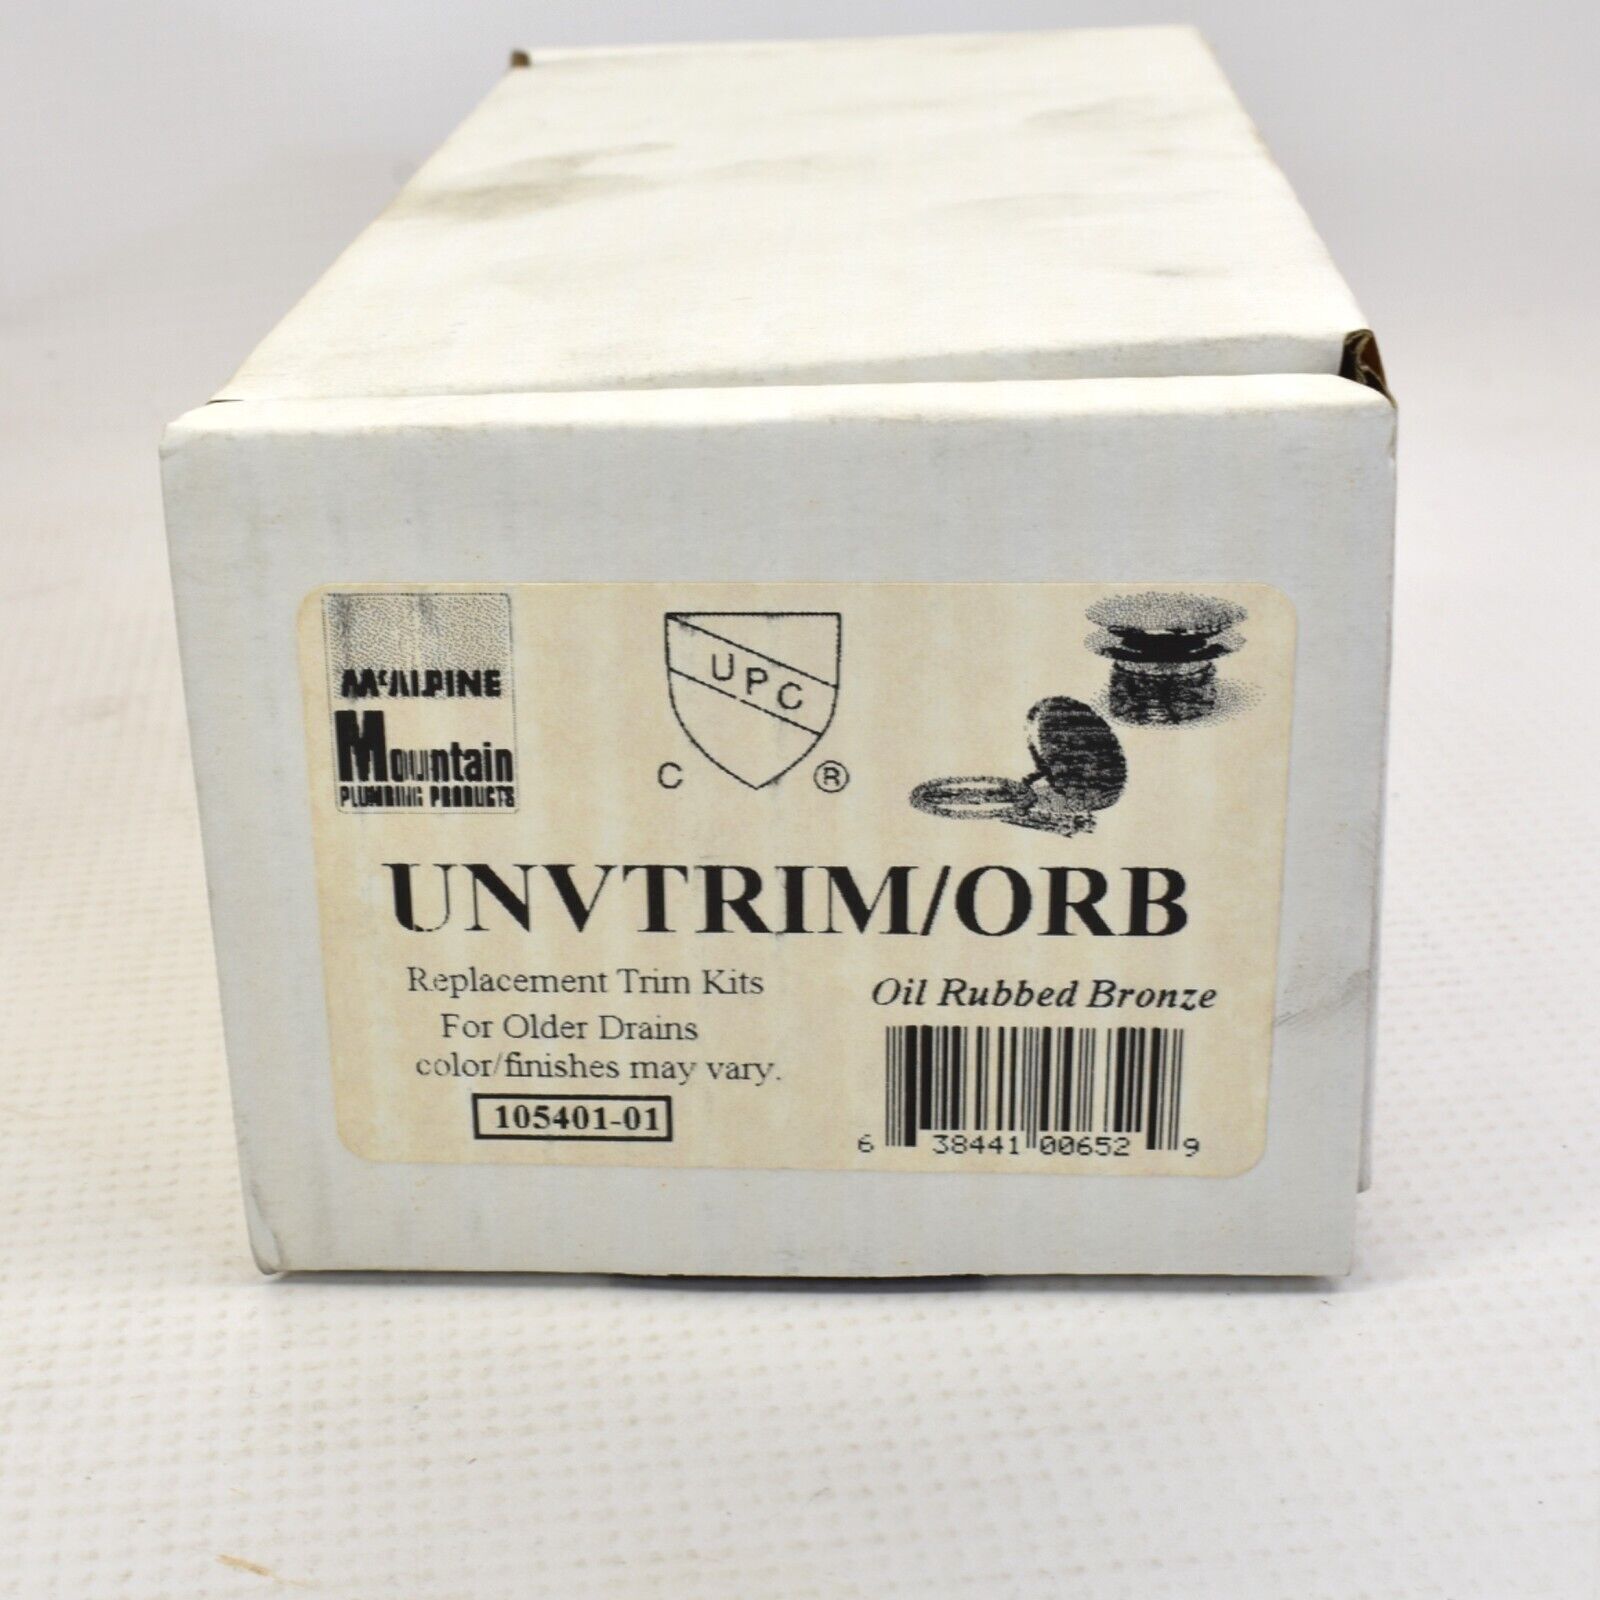 McALPINE
Mountain
PLUMBING PRODUCTS
UPC
C ®
UNVTRIM/ORB
Replacement Trim Kits
For Older Drains
color/finishes may vary.
105401-01
Oil Rubbed Bronze
6 38441 00652 9